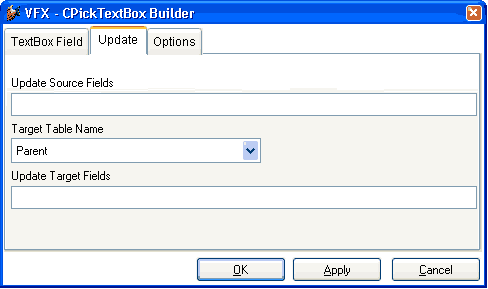 VFX - CPickTextBox Builder
TextBox Field Update Options
Update Source Fields
Target Table Name
Parent
Update Target Fields
OK Apply Cancel